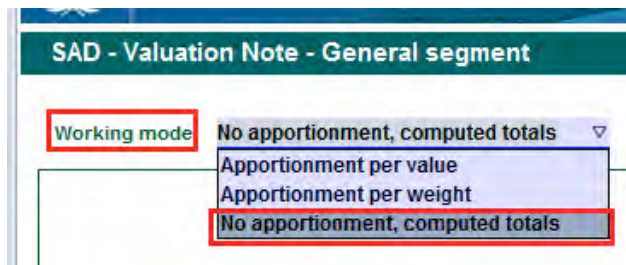 SAD - Valuation Note - General segment
Working mode No apportionment, computed totals
Apportionment per value
Apportionment per weight
No apportionment, computed totals